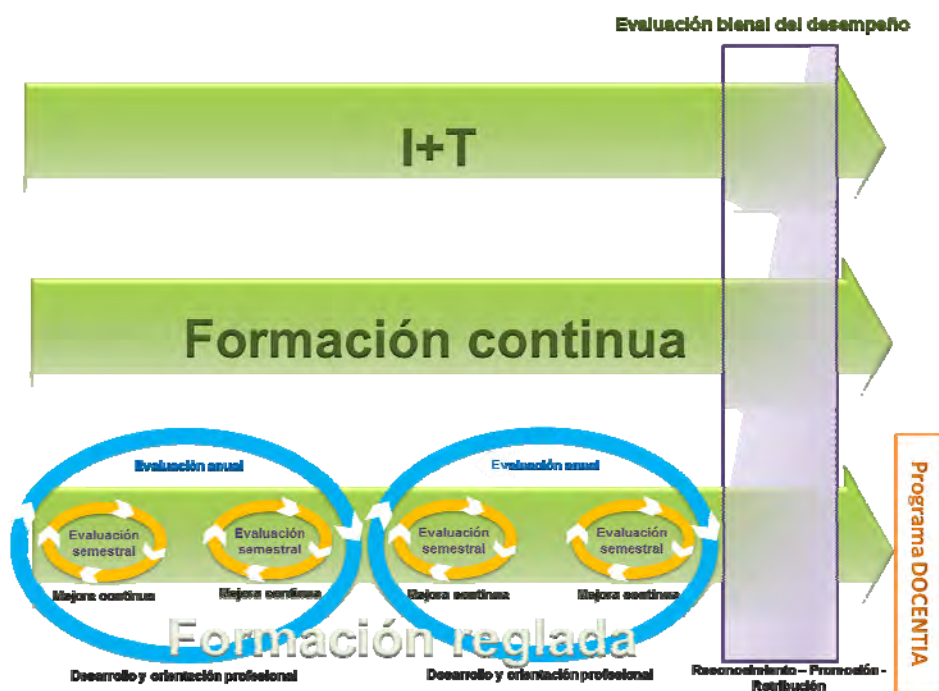 Evaluación bienal del desempeño
I+T
Formación continua
Evaluación anual
Evaluación anual
Evaluación
semestral
Evaluación
semestral
Evaluación
semestral
Evaluación
semestral
Mejora continua
Mejora continua
Mejora continua
Mejora continua
Formación reglada
Desarrollo y orientación profesional
Desarrollo y orientación profesional
Reconocimiento – Promoción -
Retribución
Programa DOCENTIA